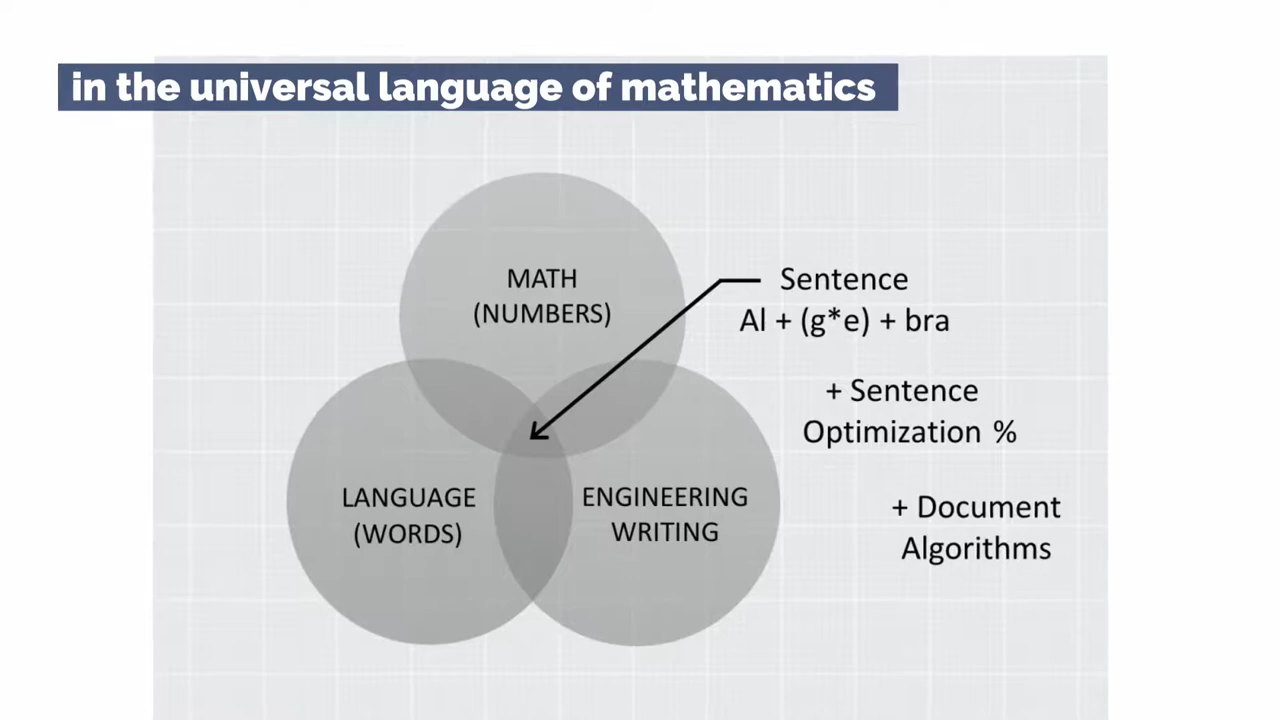 in the universal language of mathematics
MATH
(NUMBERS)
Sentence
Al + (g*e) + bra
+ Sentence
Optimization %
LANGUAGE
(WORDS)
ENGINEERING
WRITING
+ Document
Algorithms